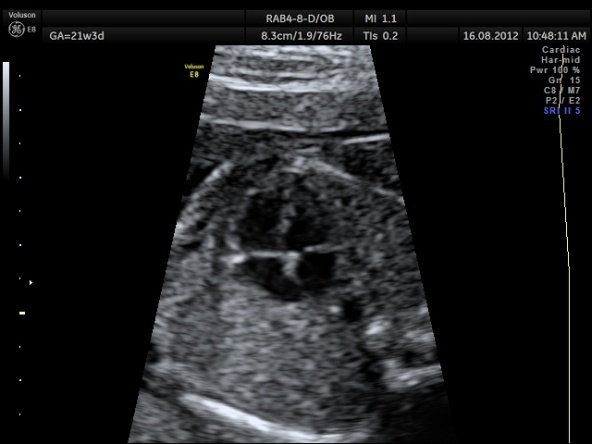 Voluson
E8
GA=21w3d
RAB4-8-D/OB
8.3cm/1.9/76Hz
MI 1.1
TIs 0.2
16.08.2012
10:48:11 AM
Voluson
E8
Cardiac
Har-mid
Pwr 100 %
Gn 15
C8 / M7
P2 / E2
SRI II 5